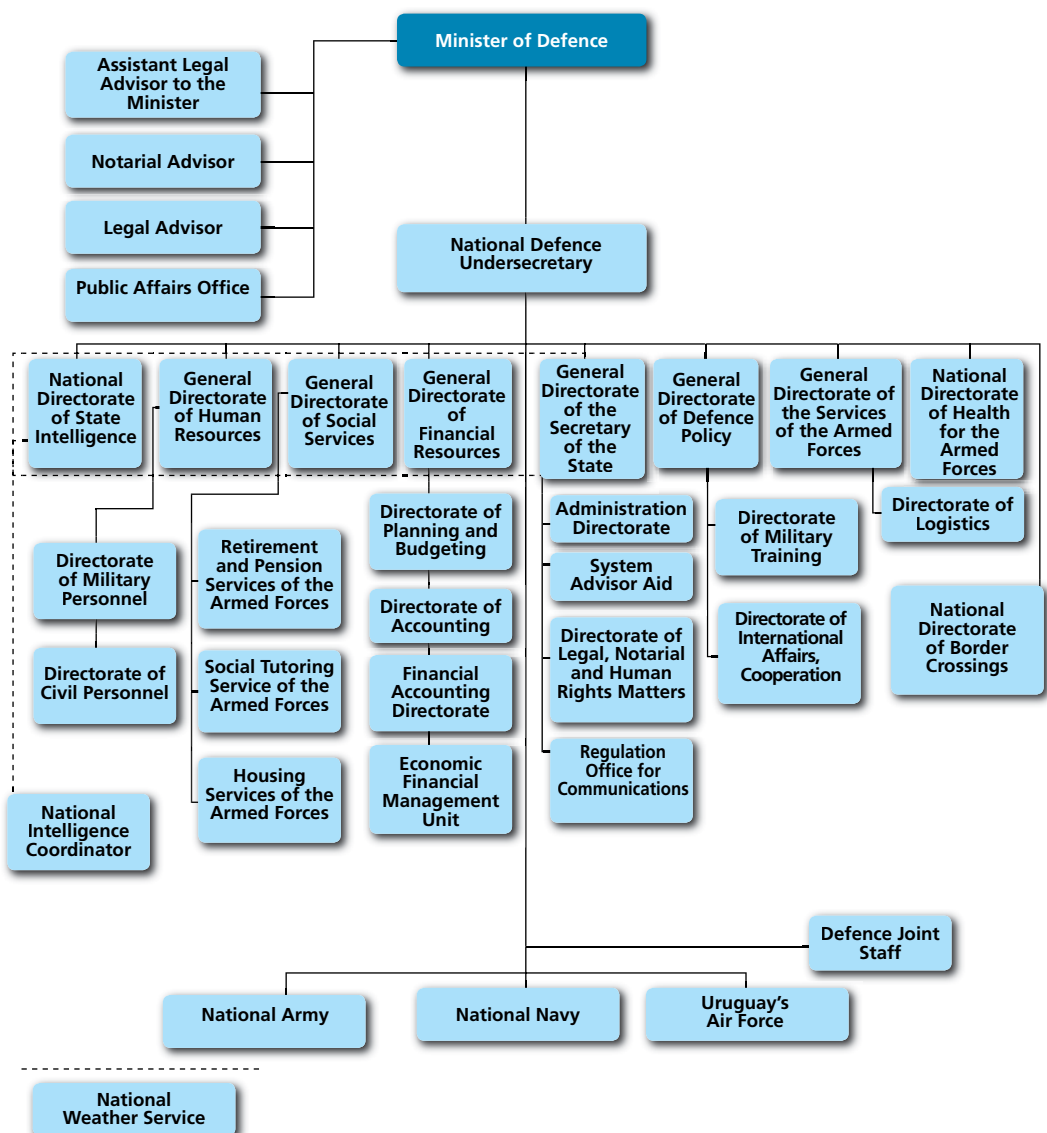 Minister of Defence
Assistant Legal
Advisor to the
Minister
Notarial Advisor
Legal Advisor
Public Affairs Office
National Defence
Undersecretary
National
Directorate
of State
Intelligence
General
Directorate
of Human
Resources
General
Directorate
of Social
Services
General
Directorate
of
Financial
Resources
General
Directorate
of the
Secretary
of the
State
General
Directorate
of Defence
Policy
General
Directorate of
the Services
of the Armed
Forces
National
Directorate
of Health
for the
Armed
Forces
Directorate
of Military
Personnel
Directorate of
Civil Personnel
National
Intelligence
Coordinator
Retirement
and Pension
Services of the
Armed Forces
Social Tutoring
Service of the
Armed Forces
Housing
Services of the
Armed Forces
Directorate of
Planning and
Budgeting
Directorate of
Accounting
Financial
Accounting
Directorate
Economic
Financial
Management
Unit
Administration
Directorate
System
Advisor Aid
Directorate of
Legal, Notarial
and Human
Rights Matters
Regulation
Office for
Communications
Directorate
of Military
Training
Directorate of
International
Affairs,
Cooperation
Directorate of
Logistics
National
Directorate
of Border
Crossings
Defence Joint
Staff
National Army
National Navy
Uruguay's
Air Force
National
Weather Service